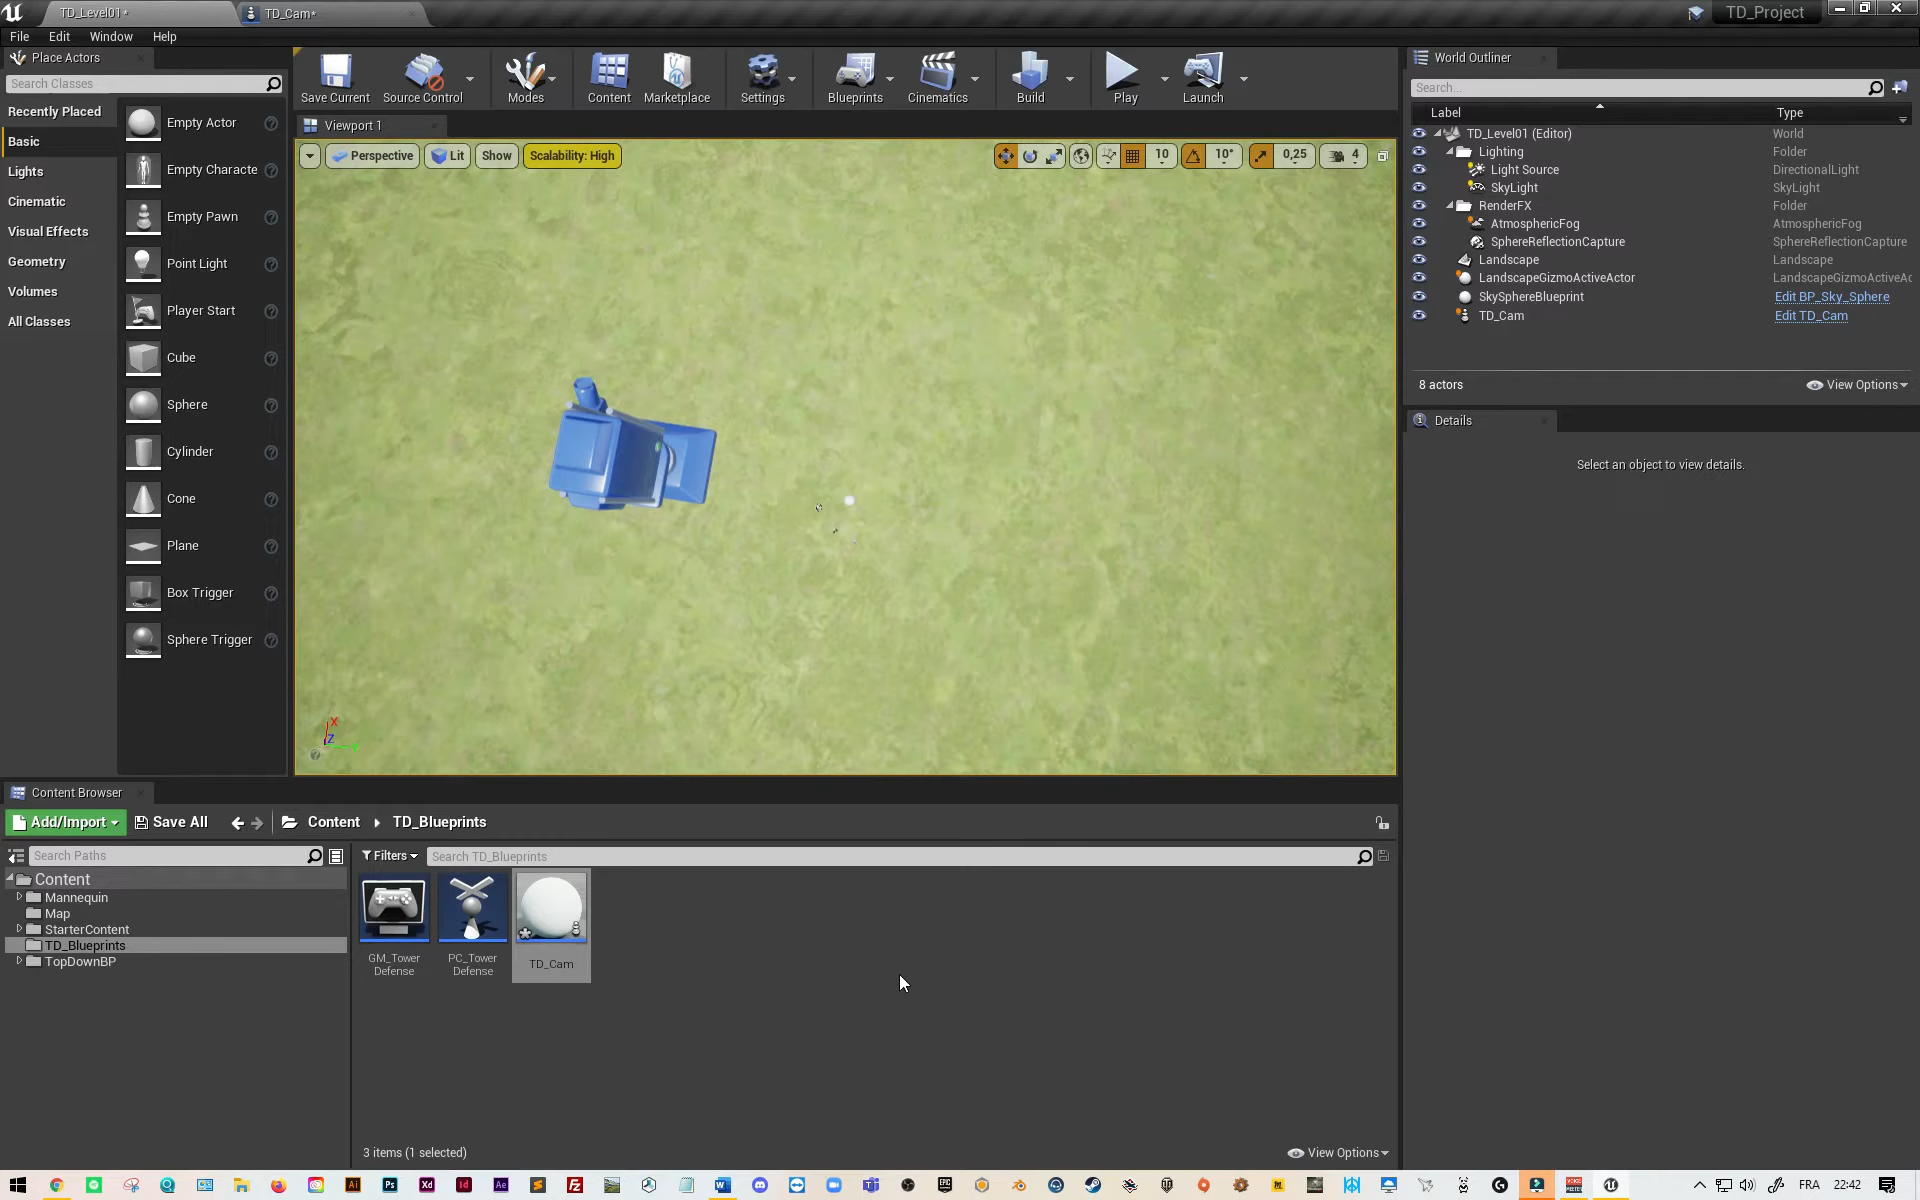 TD_Level01*
TD_Cam*
TD_Project
File Edit Window Help
Place Actors
Search Classes
Recently Placed
Basic
Lights
Cinematic
Visual Effects
Geometry
Volumes
All Classes
Empty Actor
Empty Characte
Empty Pawn
Point Light
Player Start
Cube
Sphere
Cylinder
Cone
Plane
Box Trigger
Sphere Trigger
Save Current
Source Control
Modes
Content
Marketplace
Settings
Blueprints
Cinematics
Build
Play
Launch
Viewport 1
Perspective
Lit
Show
Scalability: High
10
10°
0,25
4
X
Z
Y
World Outliner
Search...
Label Type
TD_Level01 (Editor) World
Lighting Folder
Light Source DirectionalLight
SkyLight SkyLight
RenderFX Folder
AtmosphericFog AtmosphericFog
SphereReflectionCapture SphereReflectionCapture
Landscape Landscape
LandscapeGizmoActiveActor LandscapeGizmoActiveAc
SkySphereBlueprint Edit BP_Sky_Sphere
TD_Cam Edit TD_Cam
8 actors
View Options
Details
Select an object to view details.
Content Browser
Add/Import
Save All
Content
TD_Blueprints
Search Paths
Filters
Search TD_Blueprints
Content
Mannequin
Map
StarterContent
TD_Blueprints
TopDownBP
GM_Tower
Defense
PC_Tower
Defense
TD_Cam
3 items (1 selected)
View Options
Ai
Ps
Xd
Id
Ae
FZ
EPIC
FRA
22:42